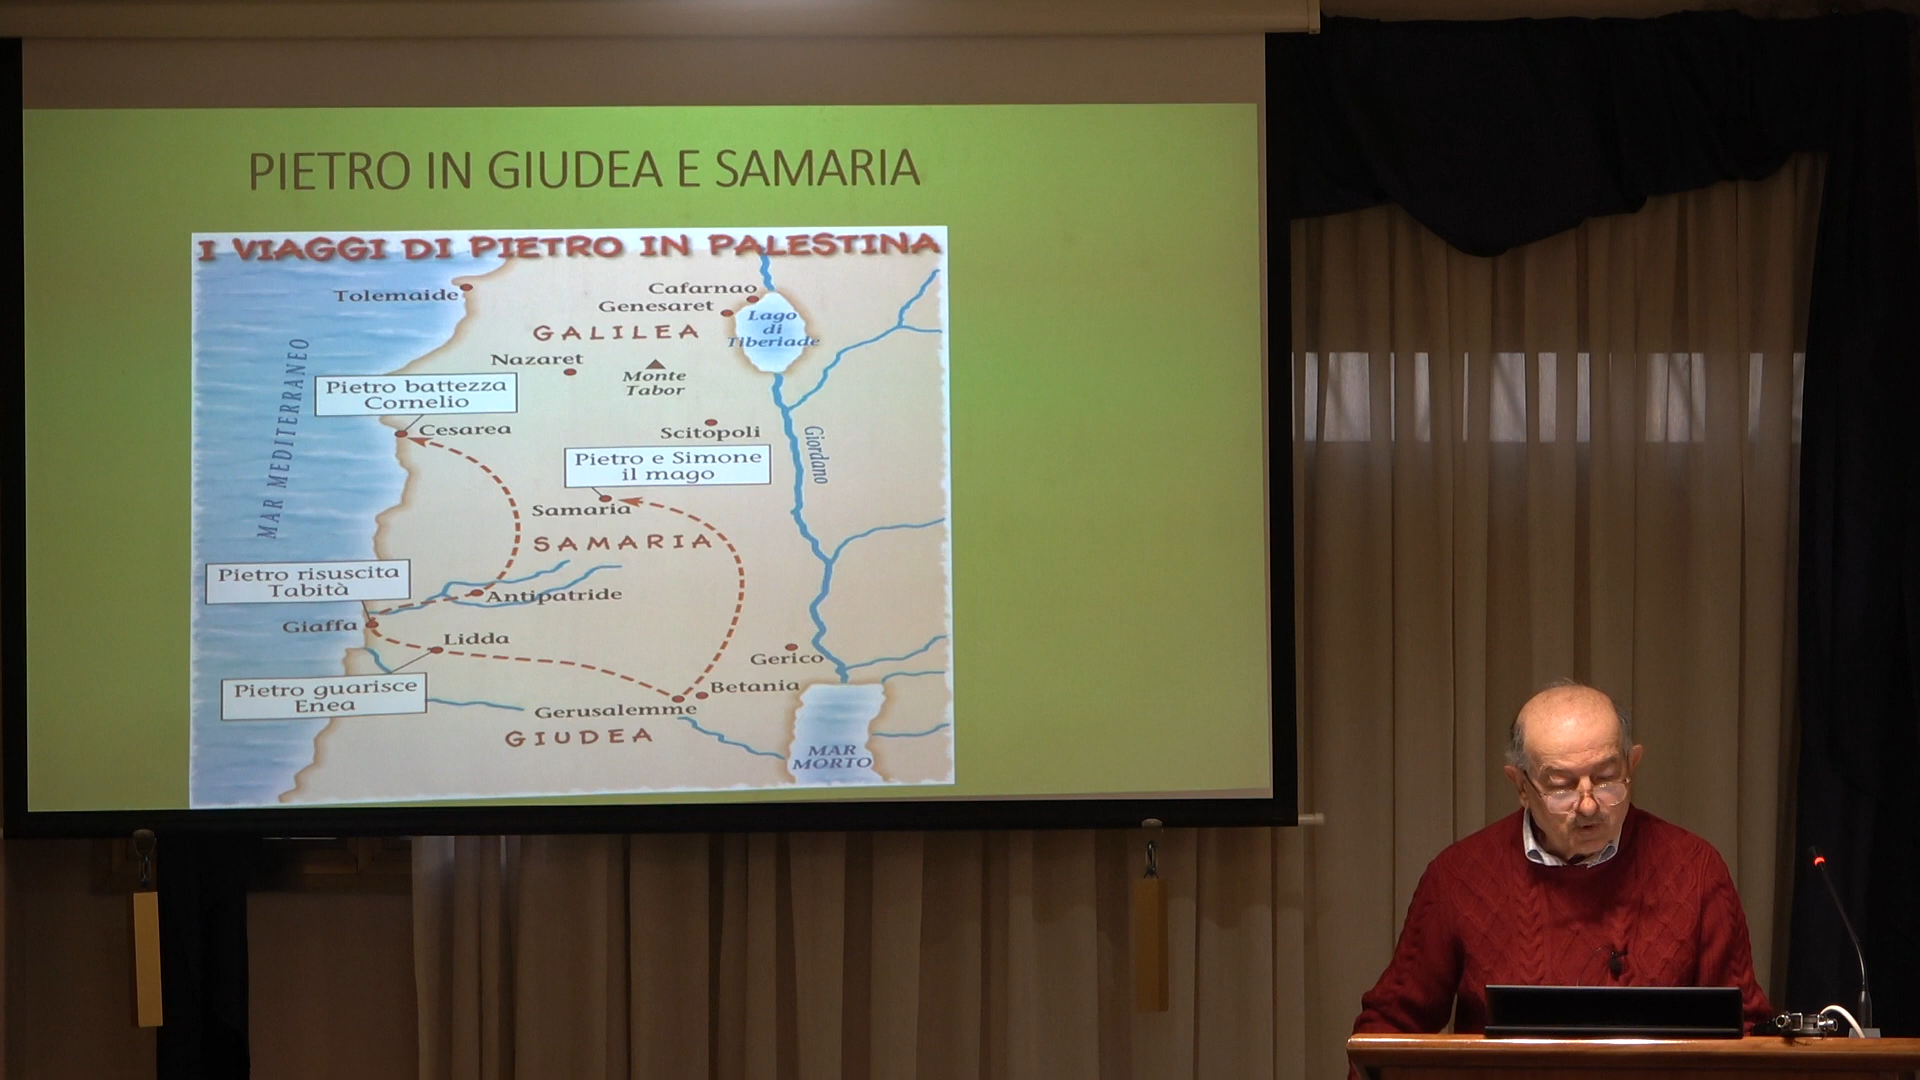 PIETRO IN GIUDEA E SAMARIA
I VIAGGI DI PIETRO IN PALESTINA
Tolemaide
Cafarnao
Genesaret
Lago
di
Tiberiade
GALILEA
Nazaret
Monte
Tabor
MAR MEDITERRANEO
Pietro battezza
Cornelio
Cesarea
Scitopoli
Giordano
Pietro e Simone
il mago
Samaria
SAMARIA
Pietro risuscita
Tabità
Antipatride
Giaffa
Lidda
Gerico
Pietro guarisce
Enea
Betania
Gerusalemme
GIUDEA
MAR
MORTO